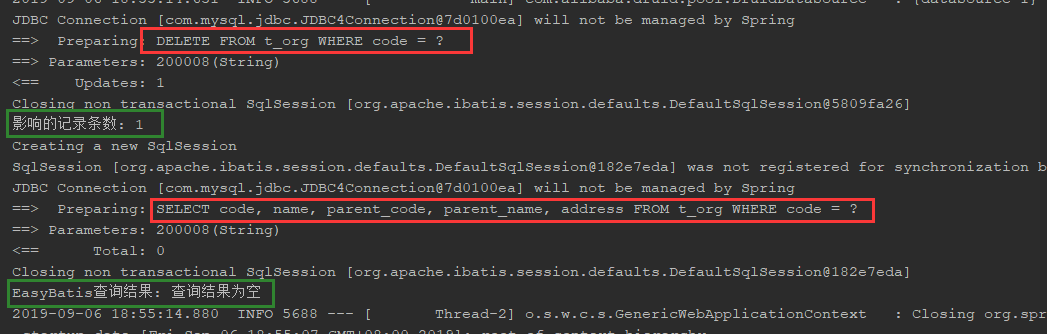 JDBC Connection [com.mysql.jdbc.JDBC4Connection@7d0100ea] will not be managed by Spring
==>  Preparing: DELETE FROM t_org WHERE code = ?
==> Parameters: 200008(String)
<==    Updates: 1
Closing non transactional SqlSession [org.apache.ibatis.session.defaults.DefaultSqlSession@5809fa26]
影响的记录条数: 1
Creating a new SqlSession
SqlSession [org.apache.ibatis.session.defaults.DefaultSqlSession@182e7eda] was not registered for synchronization b
JDBC Connection [com.mysql.jdbc.JDBC4Connection@7d0100ea] will not be managed by Spring
==>  Preparing: SELECT code, name, parent_code, parent_name, address FROM t_org WHERE code = ?
==> Parameters: 200008(String)
<==      Total: 0
Closing non transactional SqlSession [org.apache.ibatis.session.defaults.DefaultSqlSession@182e7eda]
EasyBatis查询结果: 查询结果为空
2019-09-06 18:55:14.880  INFO 5688 --- [       Thread-2] o.s.w.c.s.GenericWebApplicationContext   : Closing org.spr